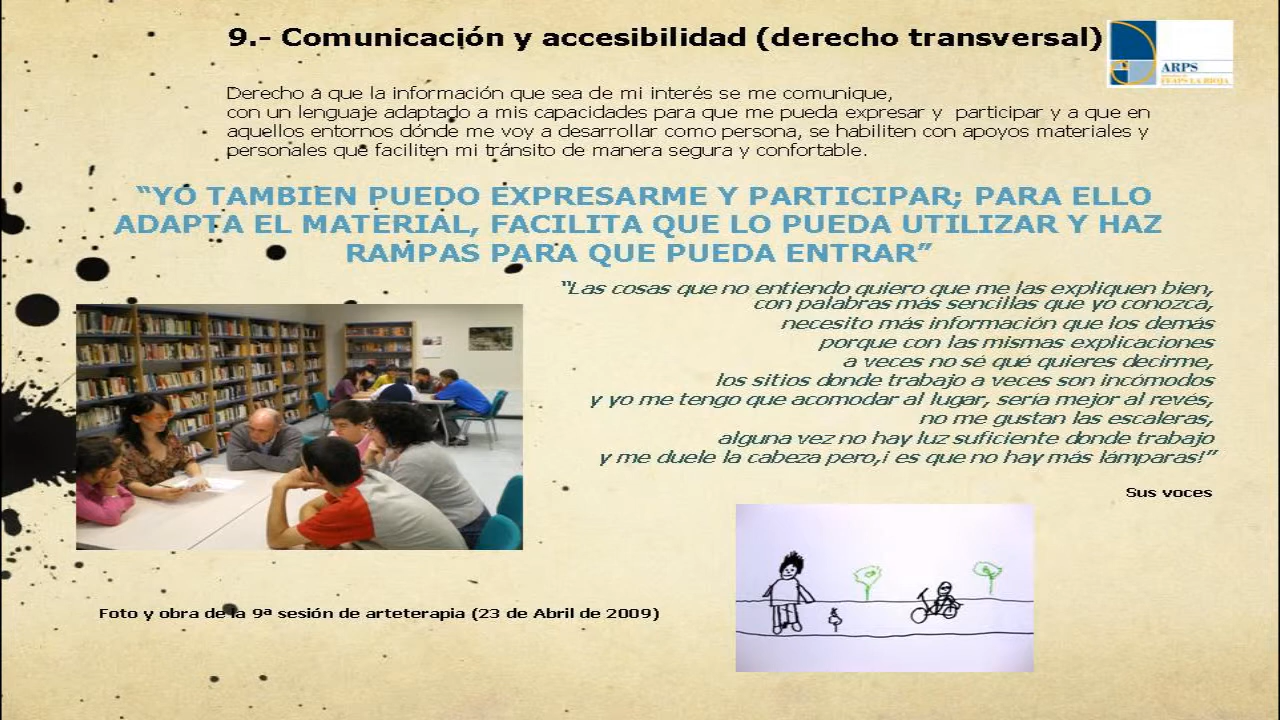 9.- Comunicación y accesibilidad (derecho transversal)
ARPS
FEAPS LA RIOJA
Derecho a que la información que sea de mi interés se me comunique,
con un lenguaje adaptado a mis capacidades para que me pueda expresar y participar y a que en
aquellos entornos dónde me voy a desarrollar como persona, se habiliten con apoyos materiales y
personales que faciliten mi tránsito de manera segura y confortable.
“YO TAMBIEN PUEDO EXPRESARME Y PARTICIPAR; PARA ELLO
ADAPTA EL MATERIAL, FACILITA QUE LO PUEDA UTILIZAR Y HAZ
RAMPAS PARA QUE PUEDA ENTRAR”
“Las cosas que no entiendo quiero que me las expliquen bien,
con palabras más sencillas que yo conozca,
necesito más información que los demás
porque con las mismas explicaciones
a veces no sé qué quieres decirme,
los sitios donde trabajo a veces son incómodos
y yo me tengo que acomodar al lugar, sería mejor al revés,
no me gustan las escaleras,
alguna vez no hay luz suficiente donde trabajo
y me duele la cabeza pero,¡ es que no hay más lámparas!”
Sus voces
Foto y obra de la 9ª sesión de arteterapia (23 de Abril de 2009)